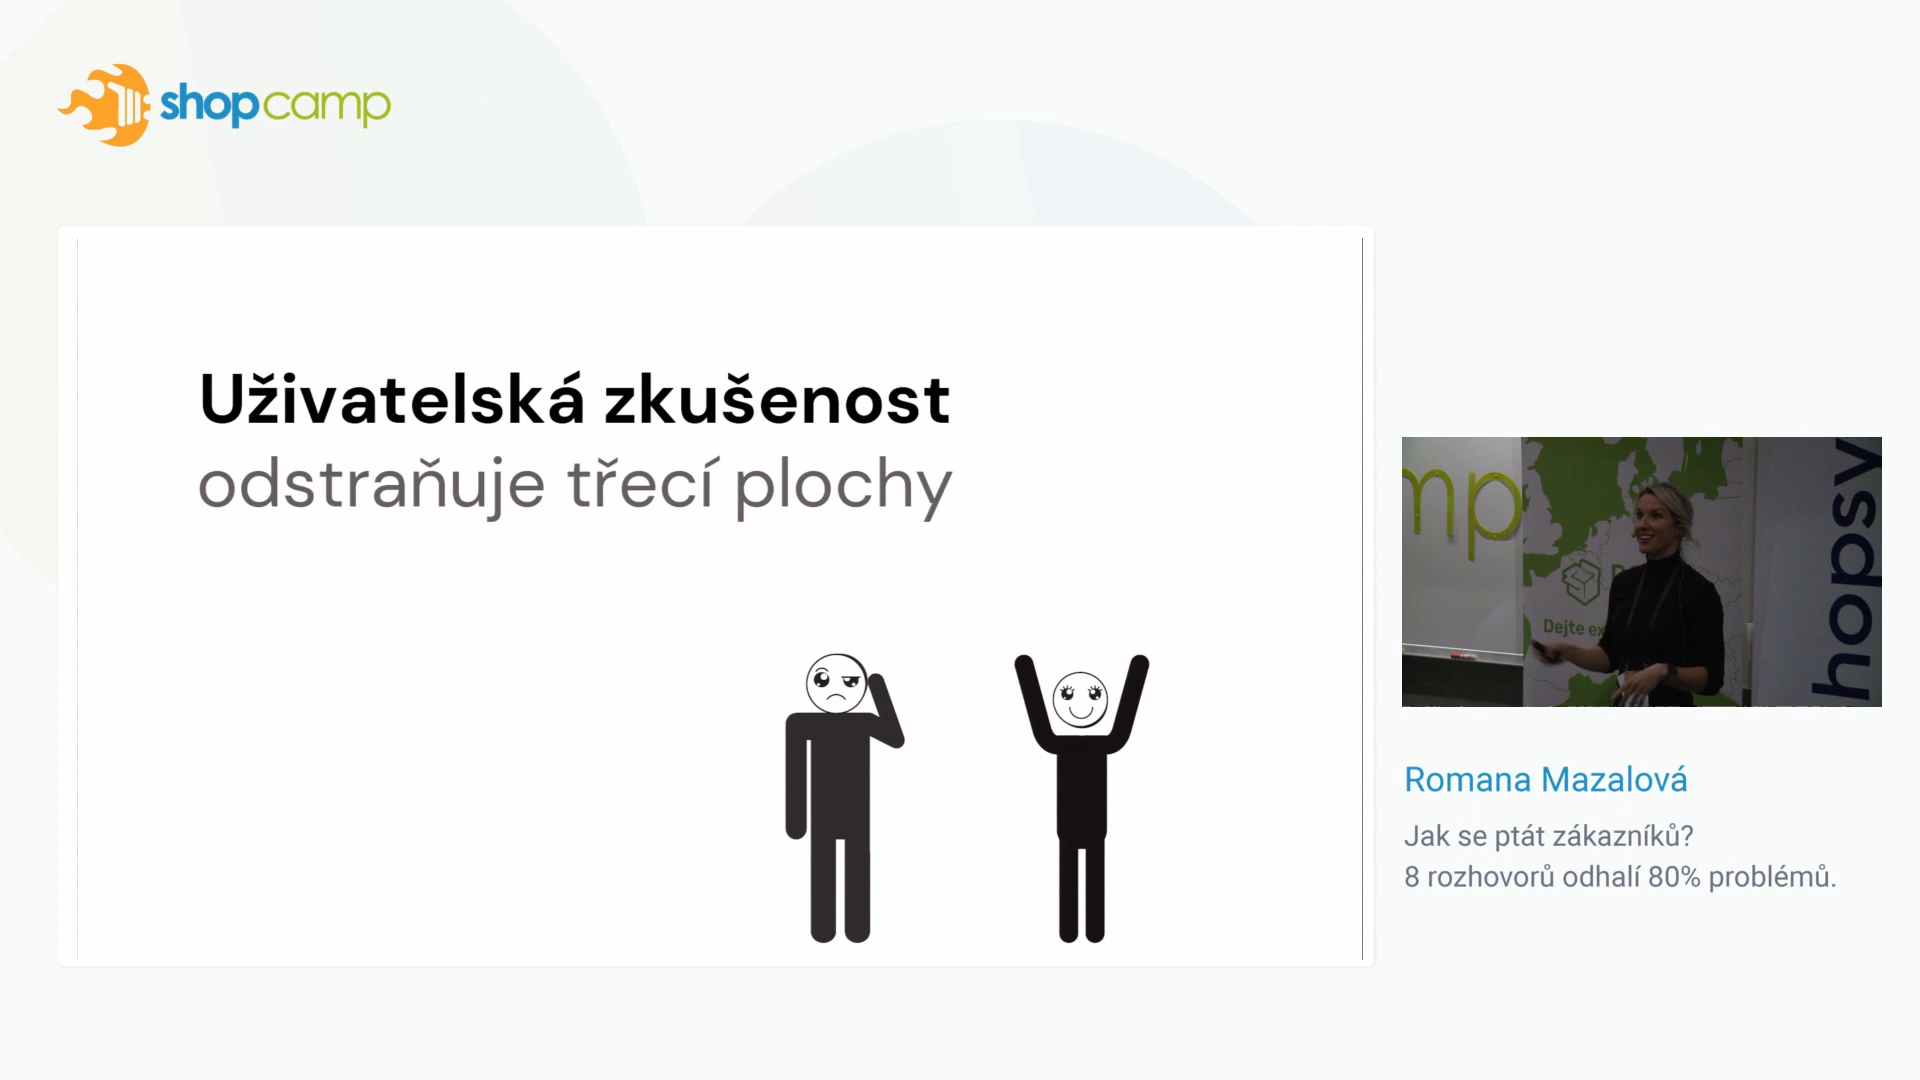 shopcamp
Uživatelská zkušenost
odstraňuje třecí plochy
mp
Dejte ex
hopsy
Romana Mazalová
Jak se ptát zákazníků?
8 rozhovorů odhalí 80% problémů.